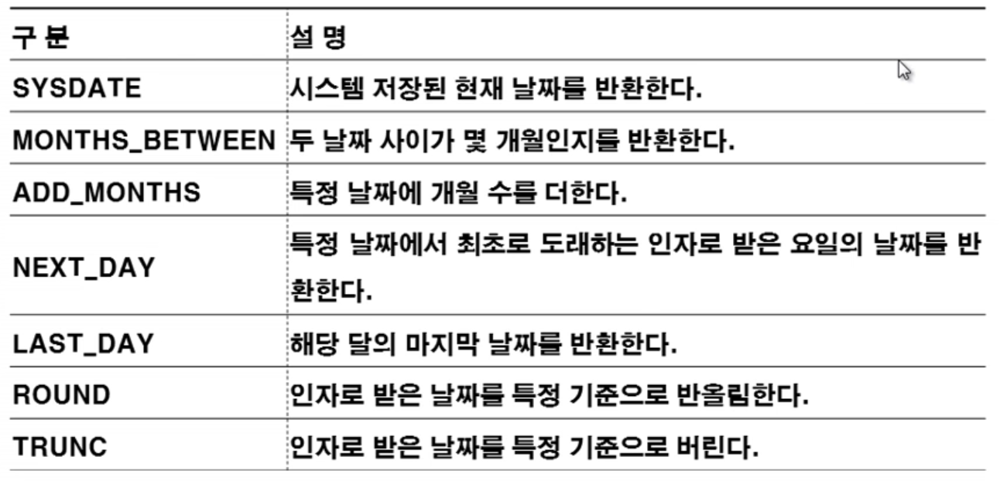 구 분 설 명
SYSDATE 시스템 저장된 현재 날짜를 반환한다.
MONTHS_BETWEEN 두 날짜 사이가 몇 개월인지를 반환한다.
ADD_MONTHS 특정 날짜에 개월 수를 더한다.
NEXT_DAY 특정 날짜에서 최초로 도래하는 인자로 받은 요일의 날짜를 반
환한다.
LAST_DAY 해당 달의 마지막 날짜를 반환한다.
ROUND 인자로 받은 날짜를 특정 기준으로 반올림한다.
TRUNC 인자로 받은 날짜를 특정 기준으로 버린다.